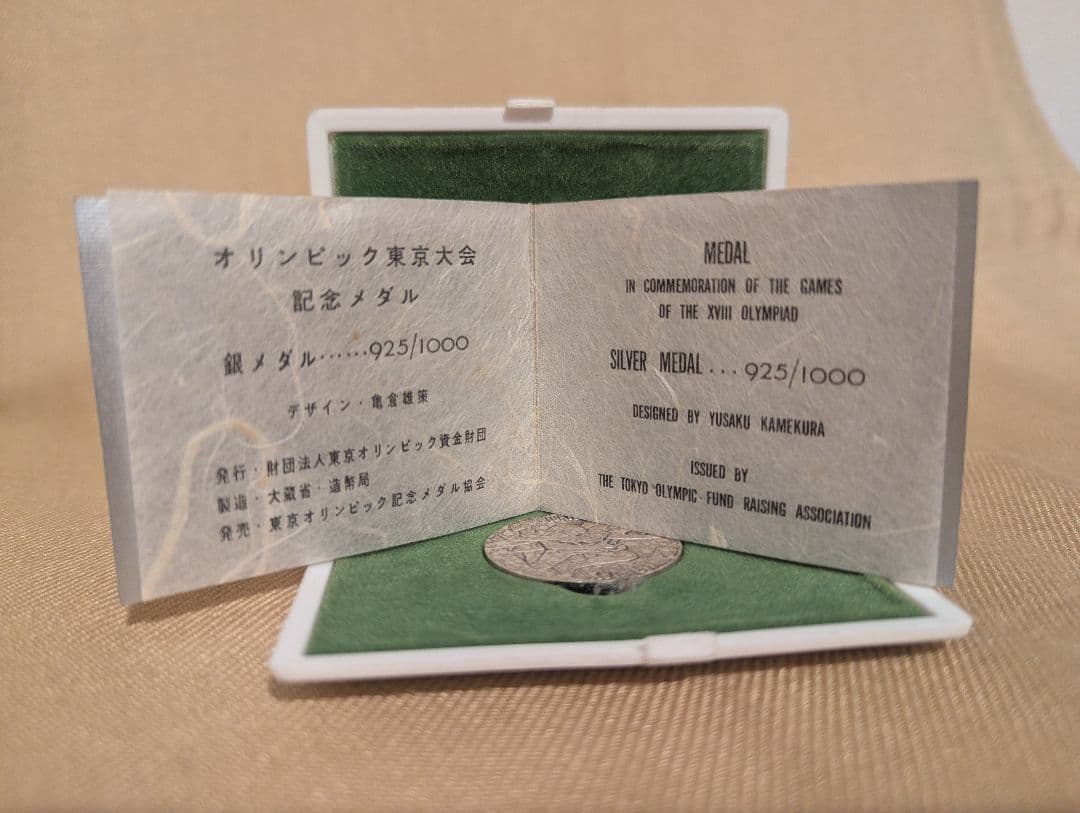 オリンピック東京大会
記念メダル
銀メダル……925/1000
デザイン・亀倉雄策
発行・財団法人東京オリンピック資金財団
製造・大蔵省・造幣局
発売・東京オリンピック記念メダル協会
MEDAL
IN COMMEMORATION OF THE GAMES
OF THE XVIII OLYMPIAD
SILVER MEDAL...925/1000
DESIGNED BY YUSAKU KAMEKURA
ISSUED BY
THE TOKYO OLYMPIC FUND RAISING ASSOCIATION